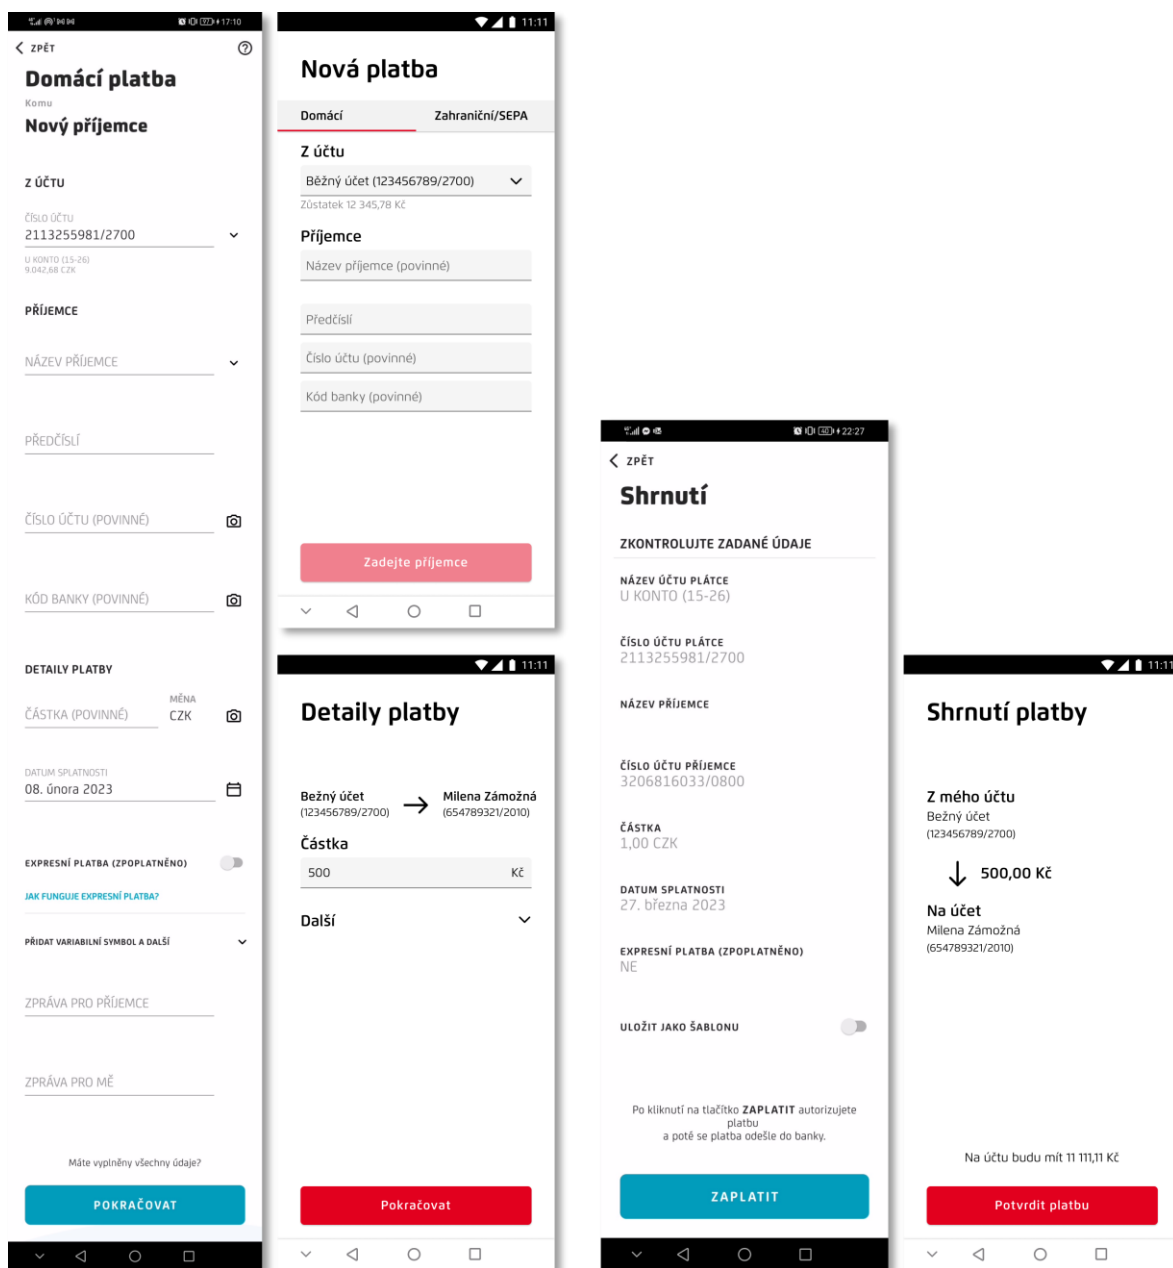 97 17:10
ZPĚT
Domácí platba
Komu
Nový příjemce
Z ÚČTU
ČÍSLO ÚČTU
2113255981/2700
U KONTO (15-26)
9.042,68 CZK
PŘÍJEMCE
NÁZEV PŘÍJEMCE
PŘEDČÍSLÍ
ČÍSLO ÚČTU (POVINNÉ)
KÓD BANKY (POVINNÉ)
DETAILY PLATBY
ČÁSTKA (POVINNÉ)
MĚNA
CZK
DATUM SPLATNOSTI
08. února 2023
EXPRESNÍ PLATBA (ZPOPLATNĚNO)
JAK FUNGUJE EXPRESNÍ PLATBA?
PŘIDAT VARIABILNÍ SYMBOL A DALŠÍ
ZPRÁVA PRO PŘÍJEMCE
ZPRÁVA PRO MĚ
Máte vyplněny všechny údaje?
POKRAČOVAT
11:11
Nová platba
Domácí Zahraniční/SEPA
Z účtu
Běžný účet (123456789/2700)
Zůstatek 12 345,78 Kč
Příjemce
Název příjemce (povinné)
Předčíslí
Číslo účtu (povinné)
Kód banky (povinné)
Zadejte příjemce
11:11
Detaily platby
Bežný účet
(123456789/2700)
Milena Zámožná
(654789321/2010)
Částka
500 Kč
Další
Pokračovat
40 22:27
ZPĚT
Shrnutí
ZKONTROLUJTE ZADANÉ ÚDAJE
NÁZEV ÚČTU PLÁTCE
U KONTO (15-26)
ČÍSLO ÚČTU PLÁTCE
2113255981/2700
NÁZEV PŘÍJEMCE
ČÍSLO ÚČTU PŘÍJEMCE
3206816033/0800
ČÁSTKA
1,00 CZK
DATUM SPLATNOSTI
27. března 2023
EXPRESNÍ PLATBA (ZPOPLATNĚNO)
NE
ULOŽIT JAKO ŠABLONU
Po kliknutí na tlačítko ZAPLATIT autorizujete
platbu
a poté se platba odešle do banky.
ZAPLATIT
11:11
Shrnutí platby
Z mého účtu
Bežný účet
(123456789/2700)
500,00 Kč
Na účet
Milena Zámožná
(654789321/2010)
Na účtu budu mít 11 111,11 Kč
Potvrdit platbu